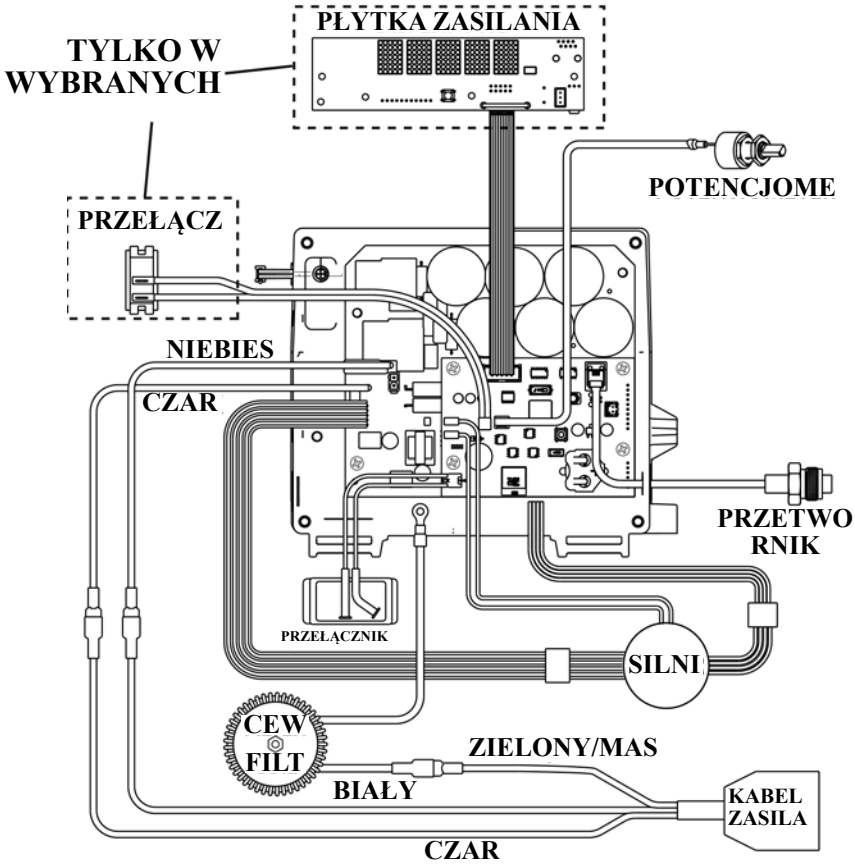 PŁYTKA ZASILANIA
TYLKO W
WYBRANYCH
POTENCJOME
PRZEŁĄCZ
NIEBIES
CZAR
PRZETWO
RNIK
PRZEŁĄCZNIK
SILNI
CEW
FILT
ZIELONY/MAS
BIAŁY
KABEL
ZASILA
CZAR